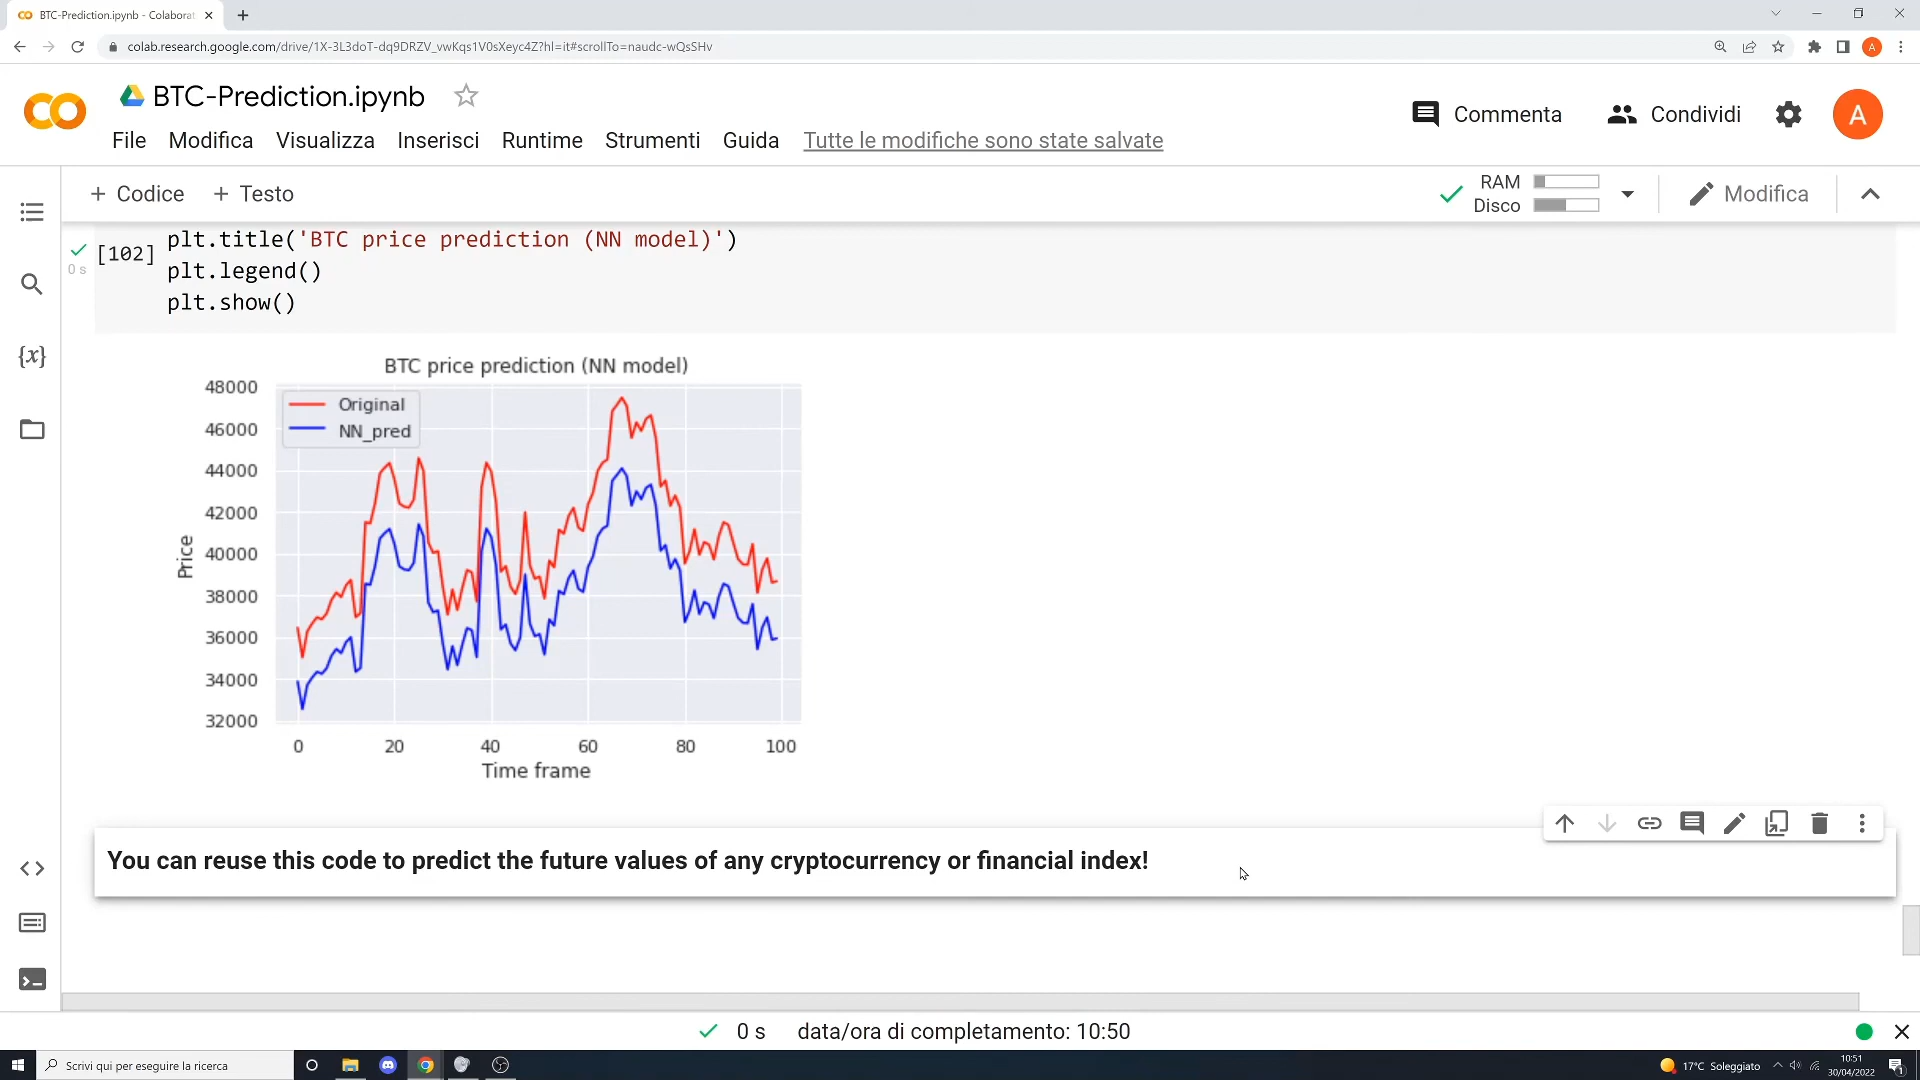 BTC-Prediction.ipynb - Colaborat
colab.research.google.com/drive/1X-3L3doT-dq9DRZV_vwKqs1V0sXeyc4Z?hl=it#scrollTo=naudc-wQsSHv
A
BTC-Prediction.ipynb
File Modifica Visualizza Inserisci Runtime Strumenti Guida Tutte le modifiche sono state salvate
Commenta Condividi A
+ Codice + Testo
RAM
Disco
Modifica
[102]
0 s
plt.title('BTC price prediction (NN model)')
plt.legend()
plt.show()
{x}
BTC price prediction (NN model)
Original
NN_pred
Price
48000
46000
44000
42000
40000
38000
36000
34000
32000
0 20 40 60 80 100
Time frame
You can reuse this code to predict the future values of any cryptocurrency or financial index!
0 s data/ora di completamento: 10:50
Scrivi qui per eseguire la ricerca
17°C Soleggiato
10:51
30/04/2022
1